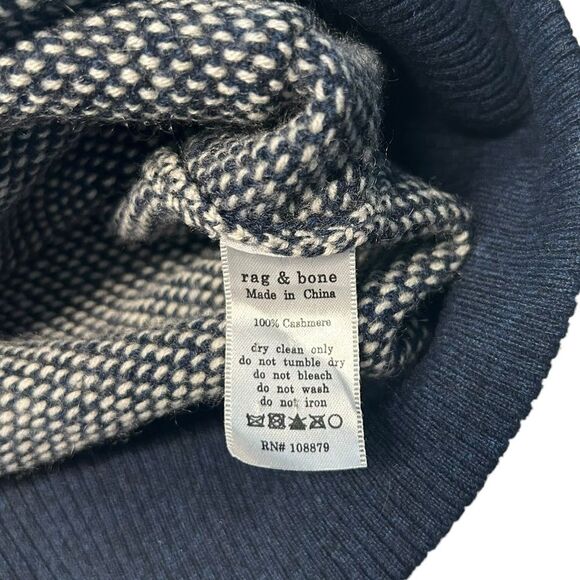 rag & bone
Made in China
100% Cashmere
dry clean only
do not tumble dry
do not bleach
do not wash
do not iron
RN# 108879